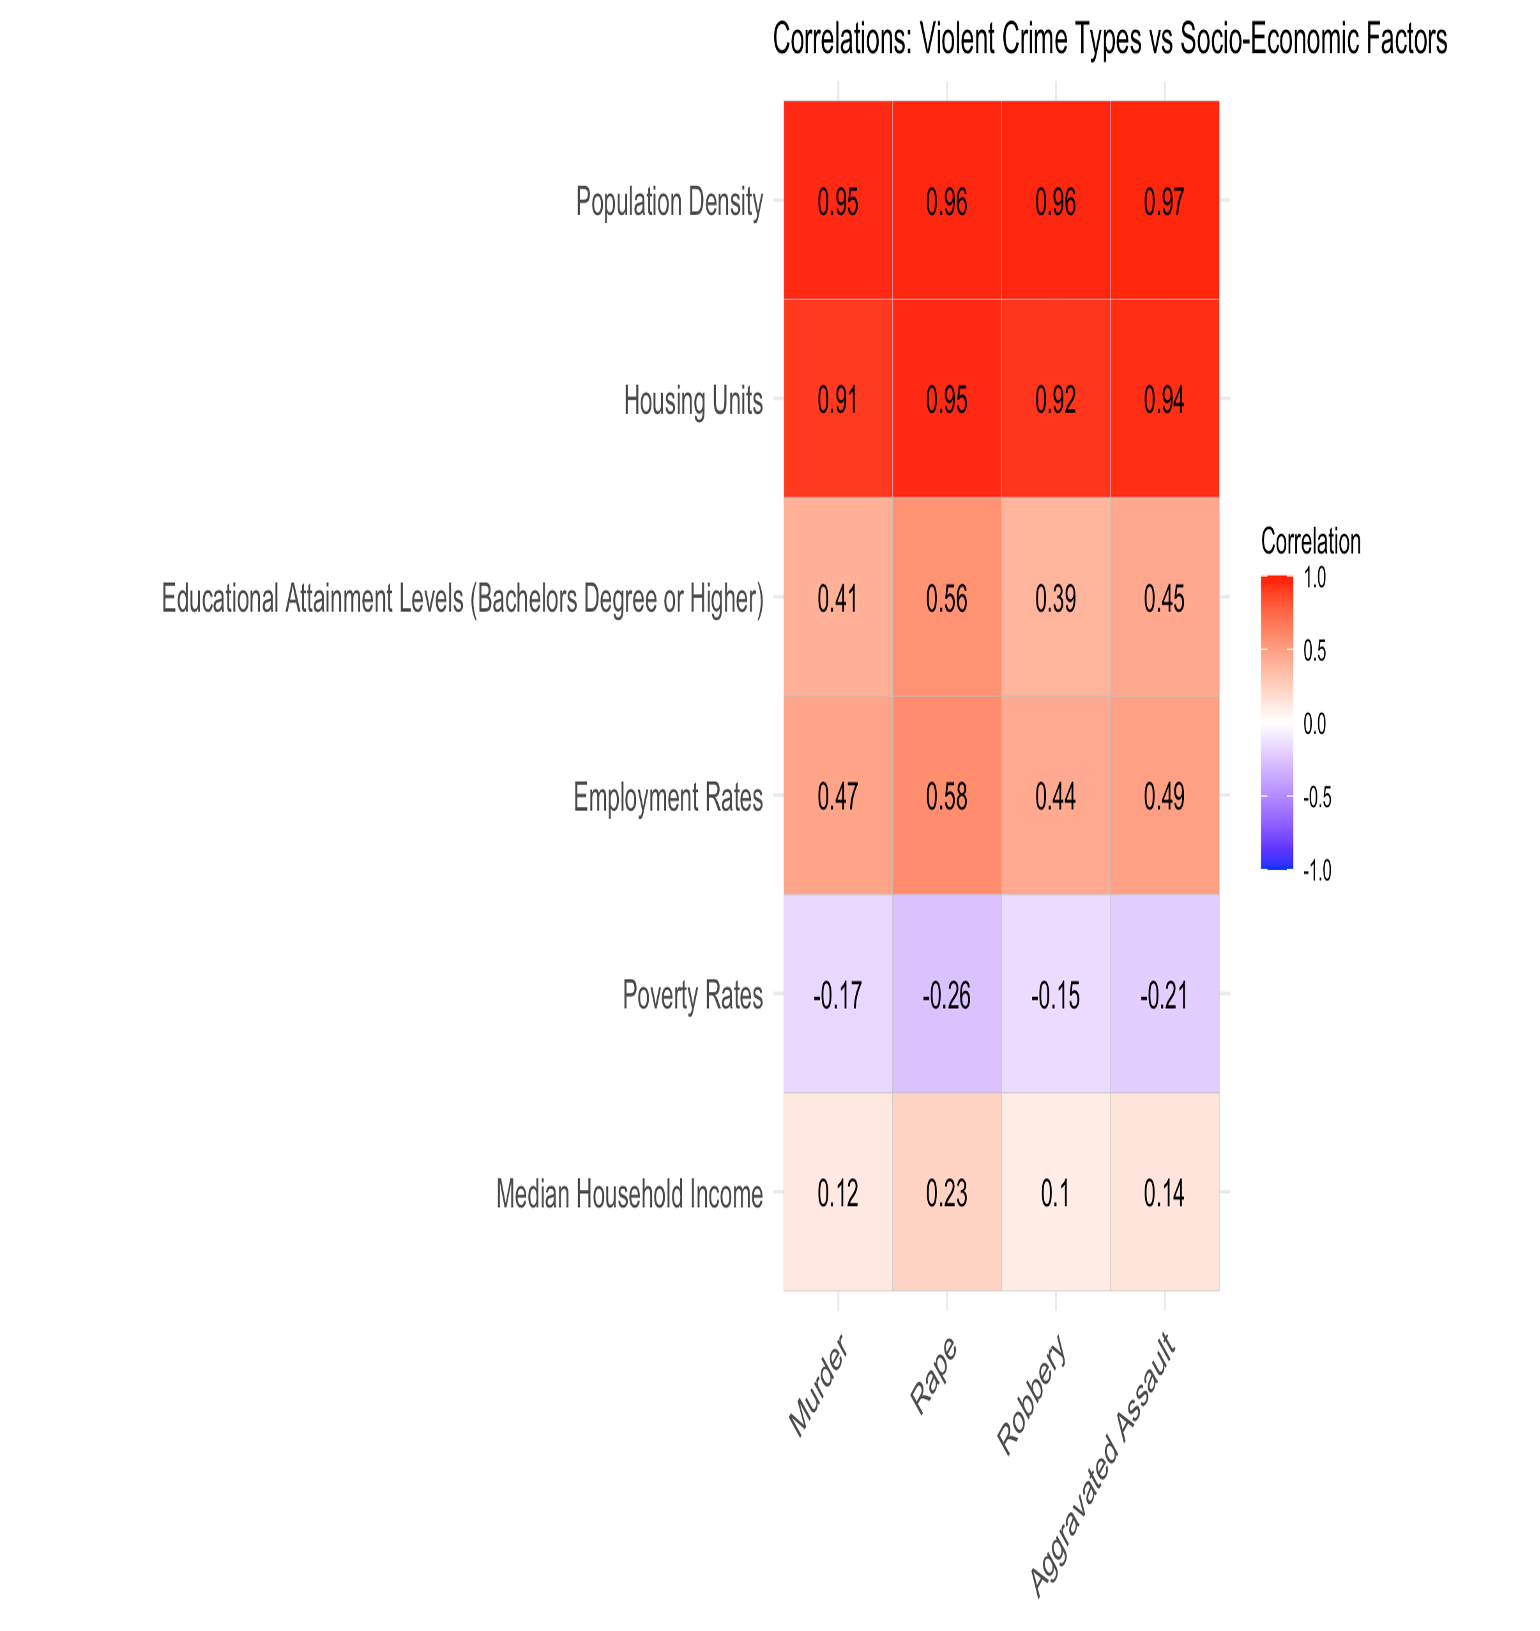 Correlations: Violent Crime Types vs Socio-Economic Factors
Population Density 0.95 0.96 0.96 0.97
Housing Units 0.91 0.95 0.92 0.94
Educational Attainment Levels (Bachelors Degree or Higher) 0.41 0.56 0.39 0.45
Employment Rates 0.47 0.58 0.44 0.49
Poverty Rates -0.17 -0.26 -0.15 -0.21
Median Household Income 0.12 0.23 0.1 0.14
Murder
Rape
Robbery
Aggravated Assault
Correlation
1.0
0.5
0.0
-0.5
-1.0